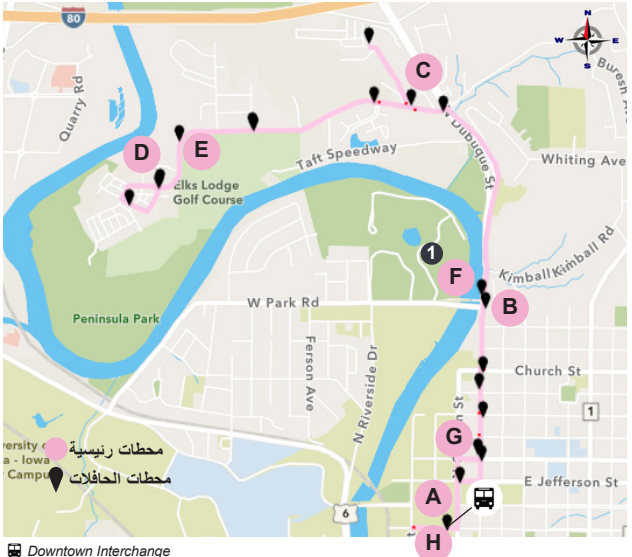 80
N
W E
S
Quarry Rd
C
Buresh Ave
N Dubuque St
D
E
Taft Speedway
Whiting Ave
Elks Lodge
Golf Course
1
Kimball Rd
Kimball Rd
F
B
W Park Rd
Peninsula Park
Ferson Ave
N Riverside Dr
Church St
1
G
محطات رئيسية
محطات الحافلات
a - Iowa
E Jefferson St
A
6
H
Downtown Interchange